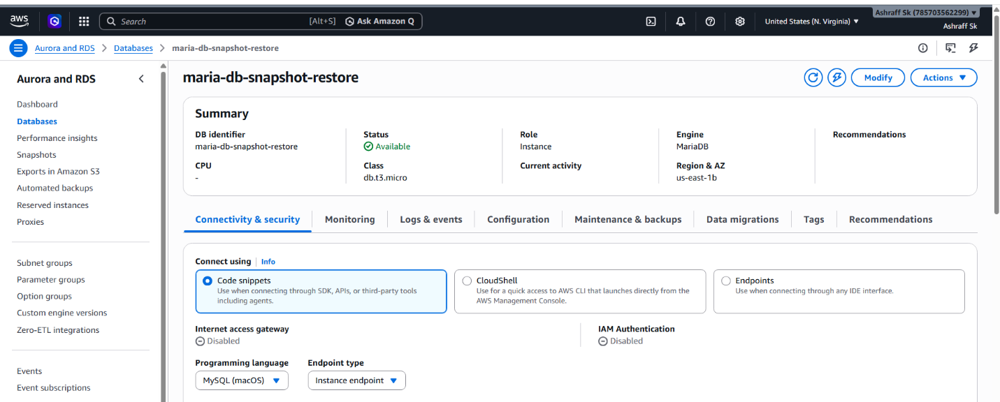 aws
Search [Alt+S] Ask Amazon Q
United States (N. Virginia) ▼
Ashraff Sk (785703562299) ▼
Ashraff Sk
Aurora and RDS > Databases > maria-db-snapshot-restore
Aurora and RDS
Dashboard
Databases
Performance insights
Snapshots
Exports in Amazon S3
Automated backups
Reserved instances
Proxies
Subnet groups
Parameter groups
Option groups
Custom engine versions
Zero-ETL integrations
Events
Event subscriptions
maria-db-snapshot-restore
Modify
Actions ▼
Summary
DB identifier
maria-db-snapshot-restore
CPU
-
Status
Available
Class
db.t3.micro
Role
Instance
Current activity
Engine
MariaDB
Region & AZ
us-east-1b
Recommendations
Connectivity & security
Monitoring
Logs & events
Configuration
Maintenance & backups
Data migrations
Tags
Recommendations
Connect using Info
Code snippets
Use when connecting through SDK, APIs, or third-party tools
including agents.
CloudShell
Use for a quick access to AWS CLI that launches directly from the
AWS Management Console.
Endpoints
Use when connecting through any IDE interface.
Internet access gateway
Disabled
IAM Authentication
Disabled
Programming language
MySQL (macOS) ▼
Endpoint type
Instance endpoint ▼